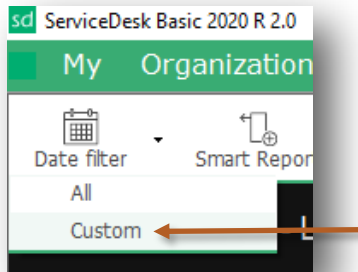 sd ServiceDesk Basic 2020 R 2.0
My Organization
Date filter Smart Repor
All
Custom
L